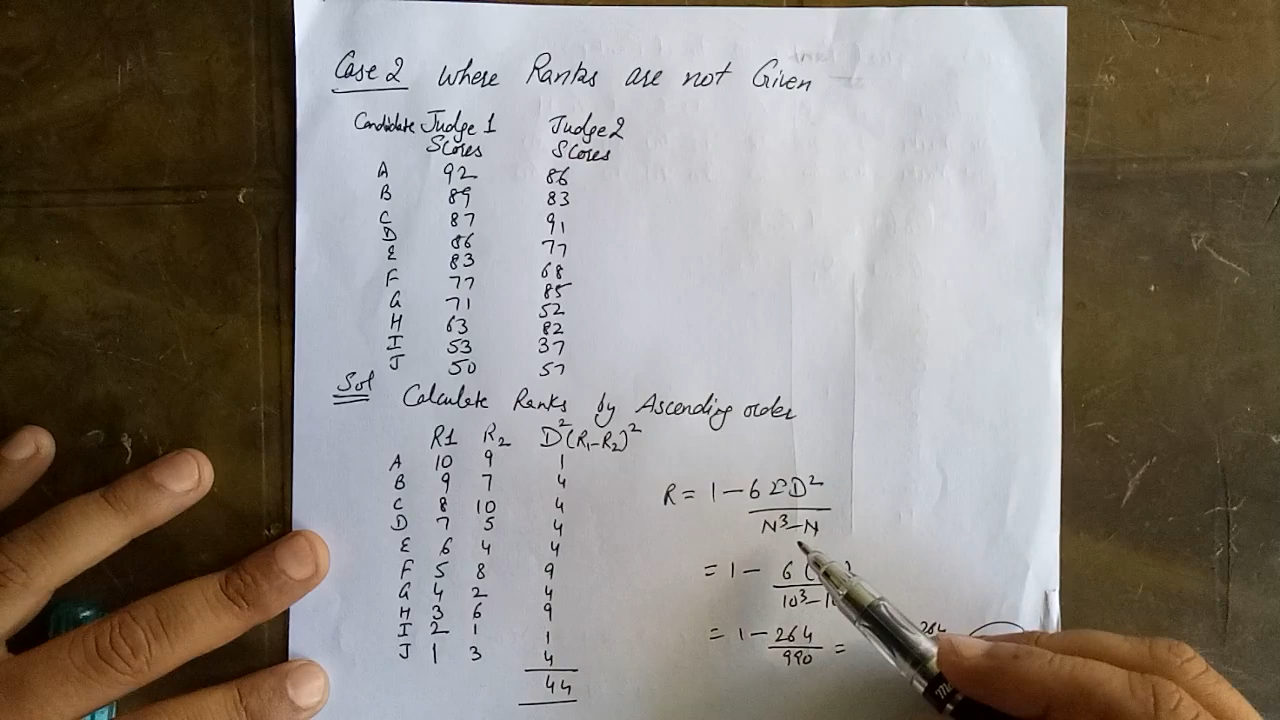 Case 2 where Ranks are not Given
Candidate Judge 1 Scores Judge 2 Scores
A 92 86
B 89 83
C 87 91
D 86 77
E 83 68
F 77 85
G 71 52
H 63 82
I 53 37
J 50 57
Sol Calculate Ranks by Ascending order
R1 R2 D²(R1-R2)²
A 10 9 1
B 9 7 4
C 8 10 4
D 7 5 4
E 6 4 4
F 5 8 9
G 4 2 4
H 3 6 9
I 2 1 1
J 1 3 4
44
R = 1 - 6 ΣD²
N³-N
= 1 - 6 (
10³-1
= 1 - 264 =
990